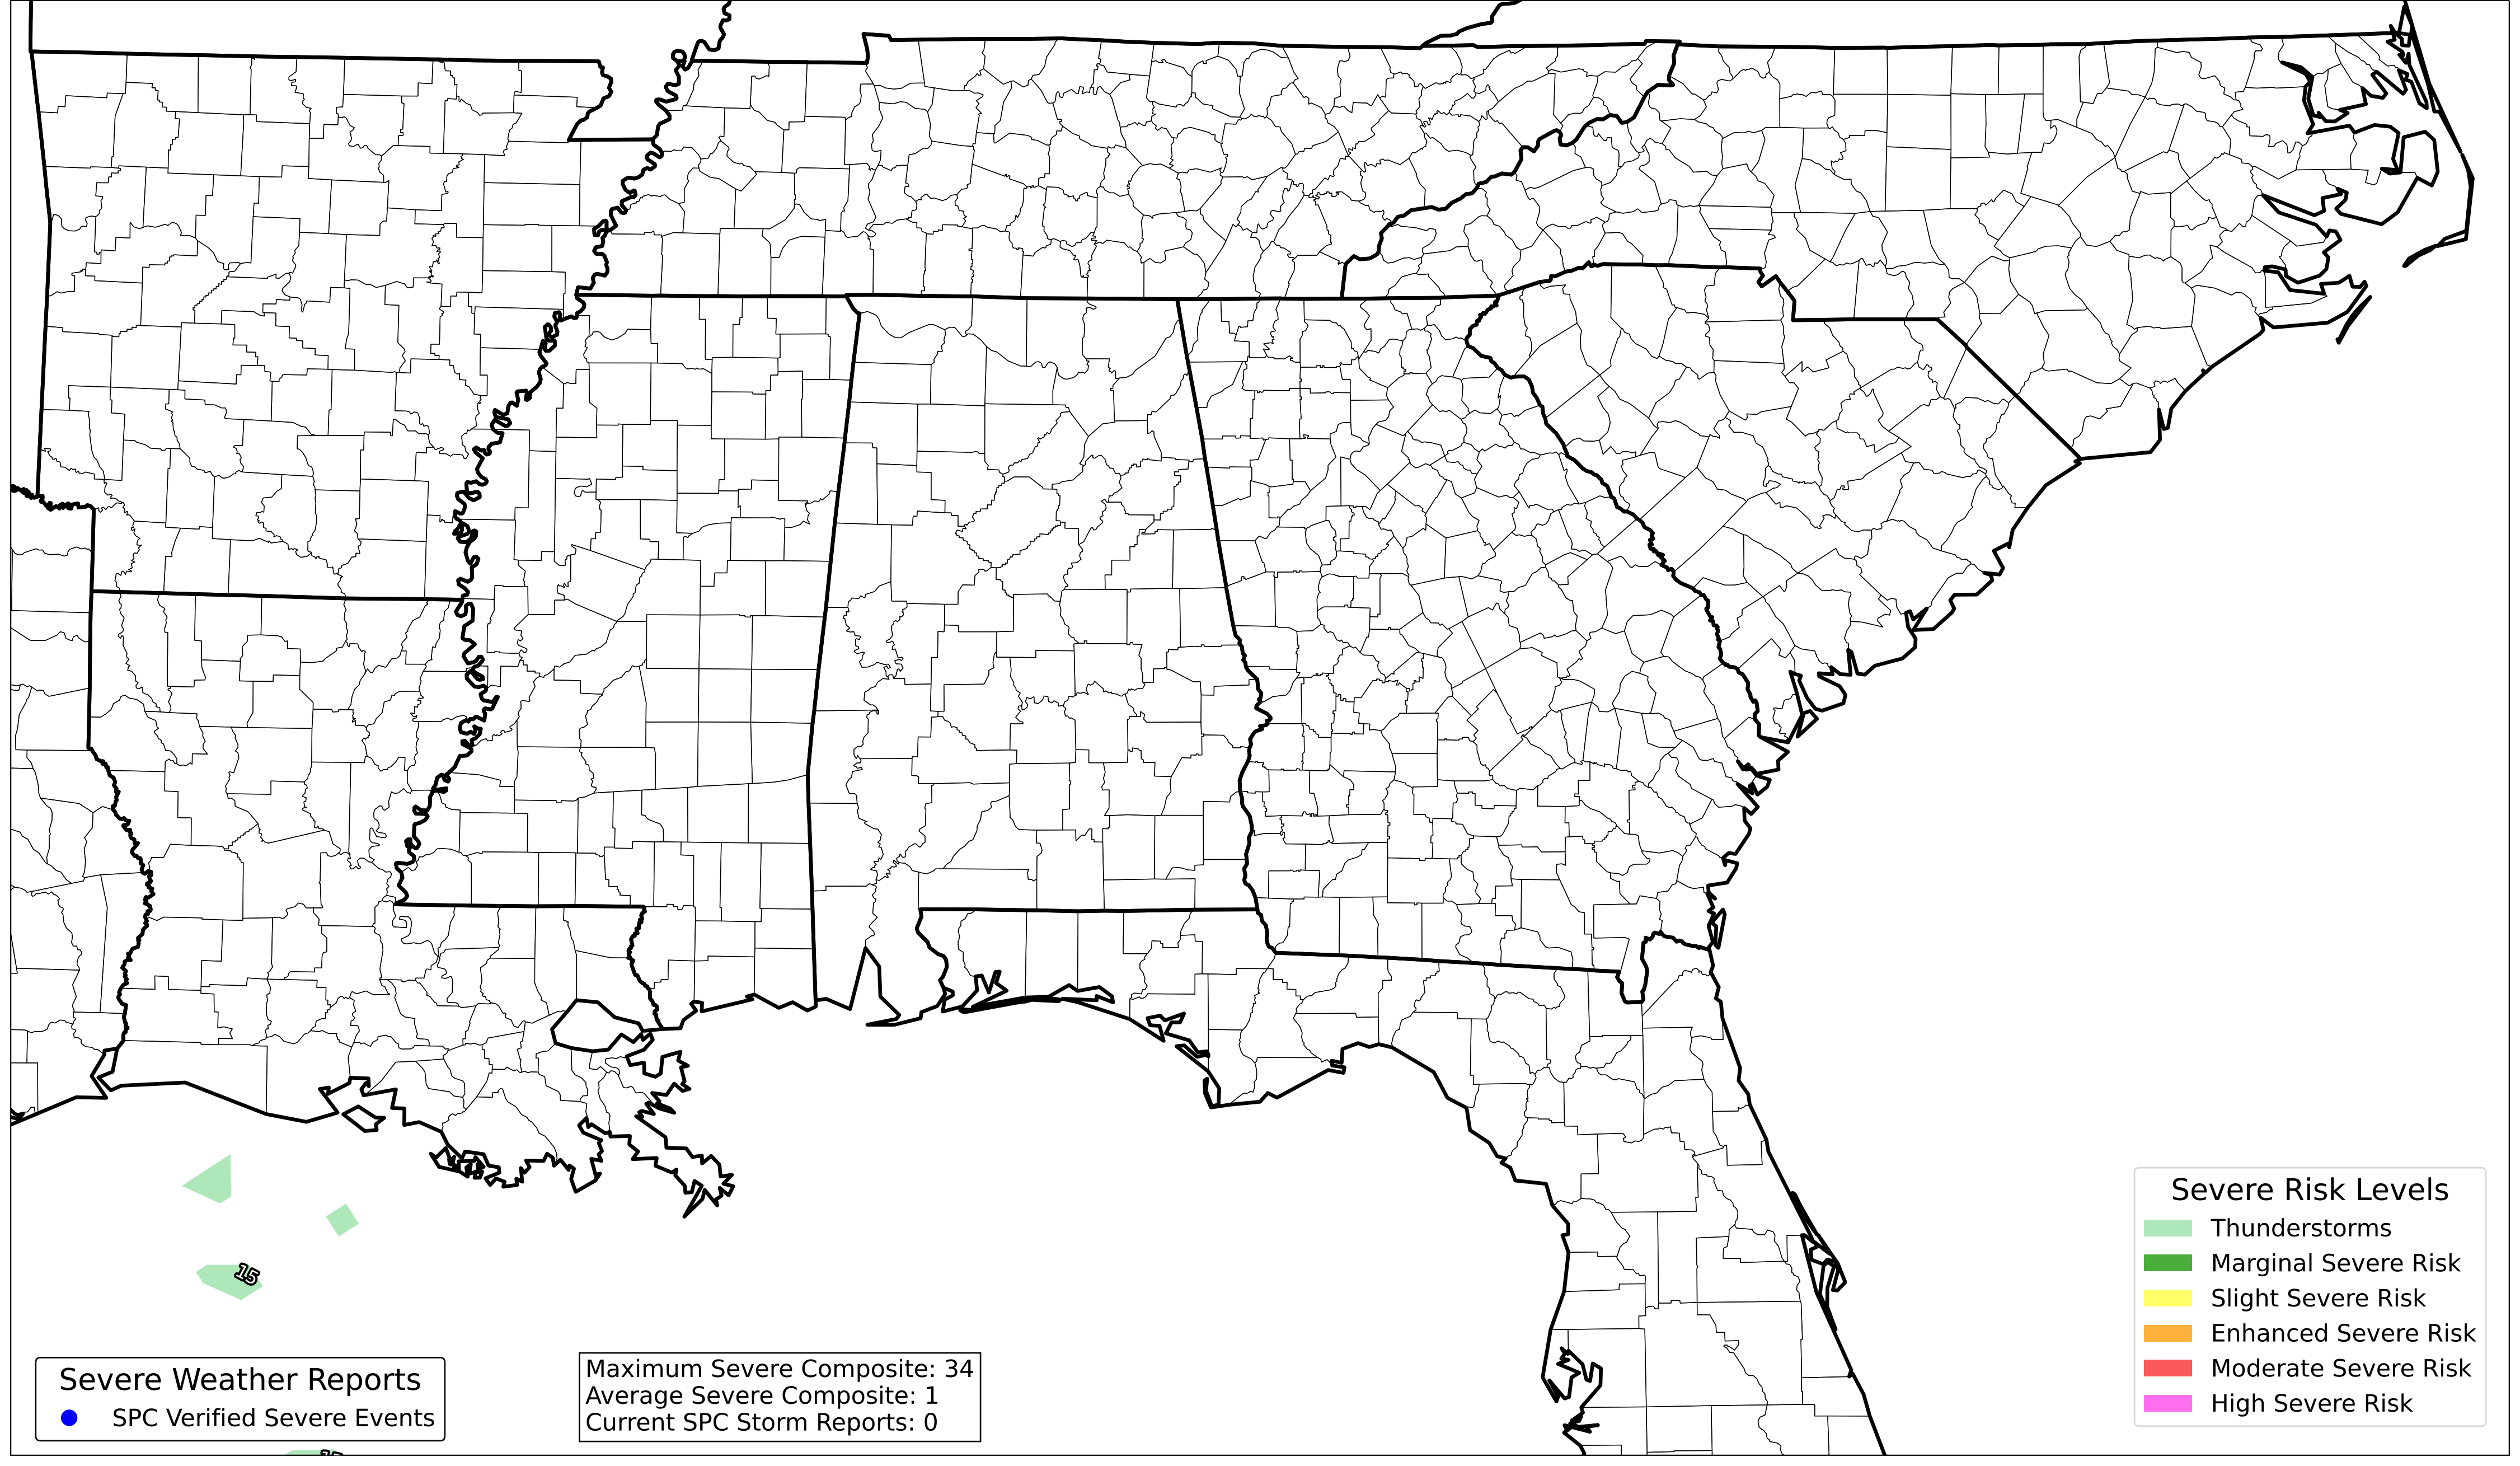 15
Severe Weather Reports
SPC Verified Severe Events
Maximum Severe Composite: 34
Average Severe Composite: 1
Current SPC Storm Reports: 0
Severe Risk Levels
Thunderstorms
Marginal Severe Risk
Slight Severe Risk
Enhanced Severe Risk
Moderate Severe Risk
High Severe Risk